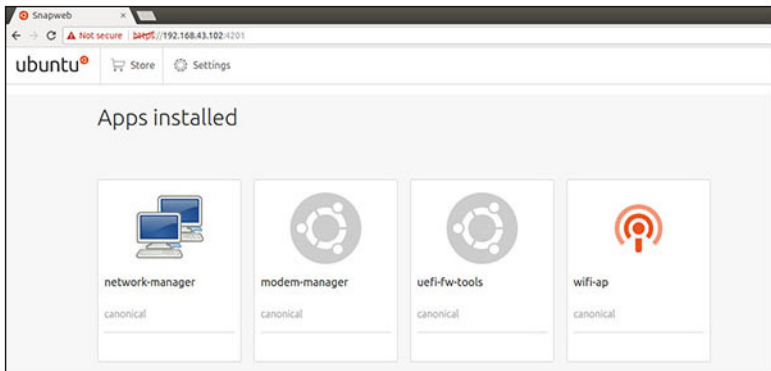 Snapweb
Not secure | https://192.168.43.102:4201
ubuntu Store Settings
Apps installed
network-manager modem-manager uefi-fw-tools wifi-ap
canonical canonical canonical canonical